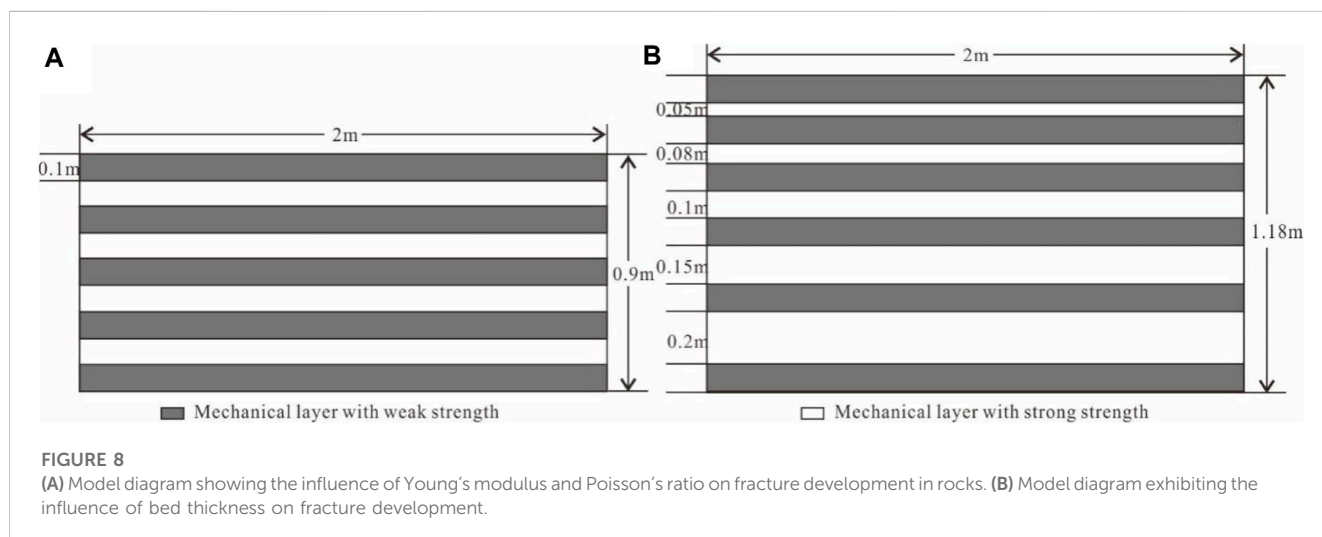 A
B
2m
2m
0.1m
0.9m
0.05m
0.08m
0.1m
0.15m
0.2m
1.18m
Mechanical layer with weak strength
Mechanical layer with strong strength
FIGURE 8
(A) Model diagram showing the influence of Young's modulus and Poisson's ratio on fracture development in rocks. (B) Model diagram exhibiting the
influence of bed thickness on fracture development.